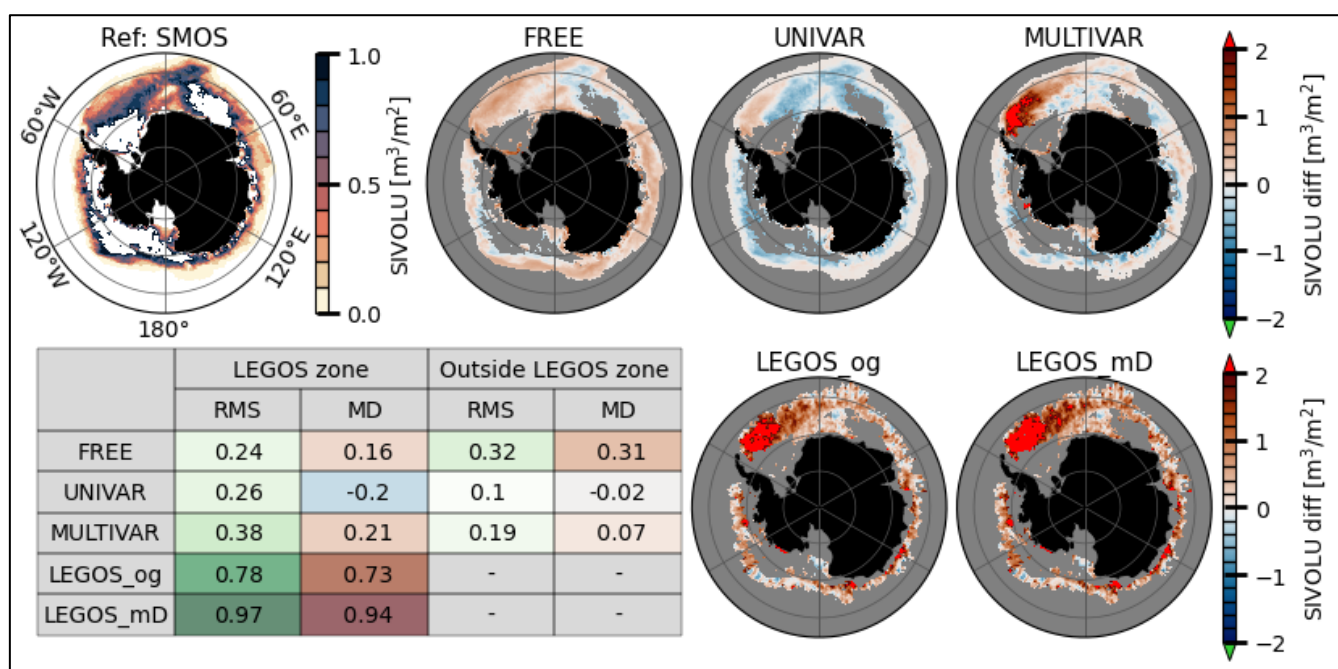 Ref: SMOS
60°W
60°E
120°W
120°E
180°
1.0
0.5
0.0
SIVOLU [m³/m²]
FREE
UNIVAR
MULTIVAR
2
1
0
−1
−2
SIVOLU diff [m³/m²]
LEGOS zone Outside LEGOS zone
RMS MD RMS MD
FREE 0.24 0.16 0.32 0.31
UNIVAR 0.26 -0.2 0.1 -0.02
MULTIVAR 0.38 0.21 0.19 0.07
LEGOS_og 0.78 0.73 - -
LEGOS_mD 0.97 0.94 - -
LEGOS_og
LEGOS_mD
2
1
0
−1
−2
SIVOLU diff [m³/m²]